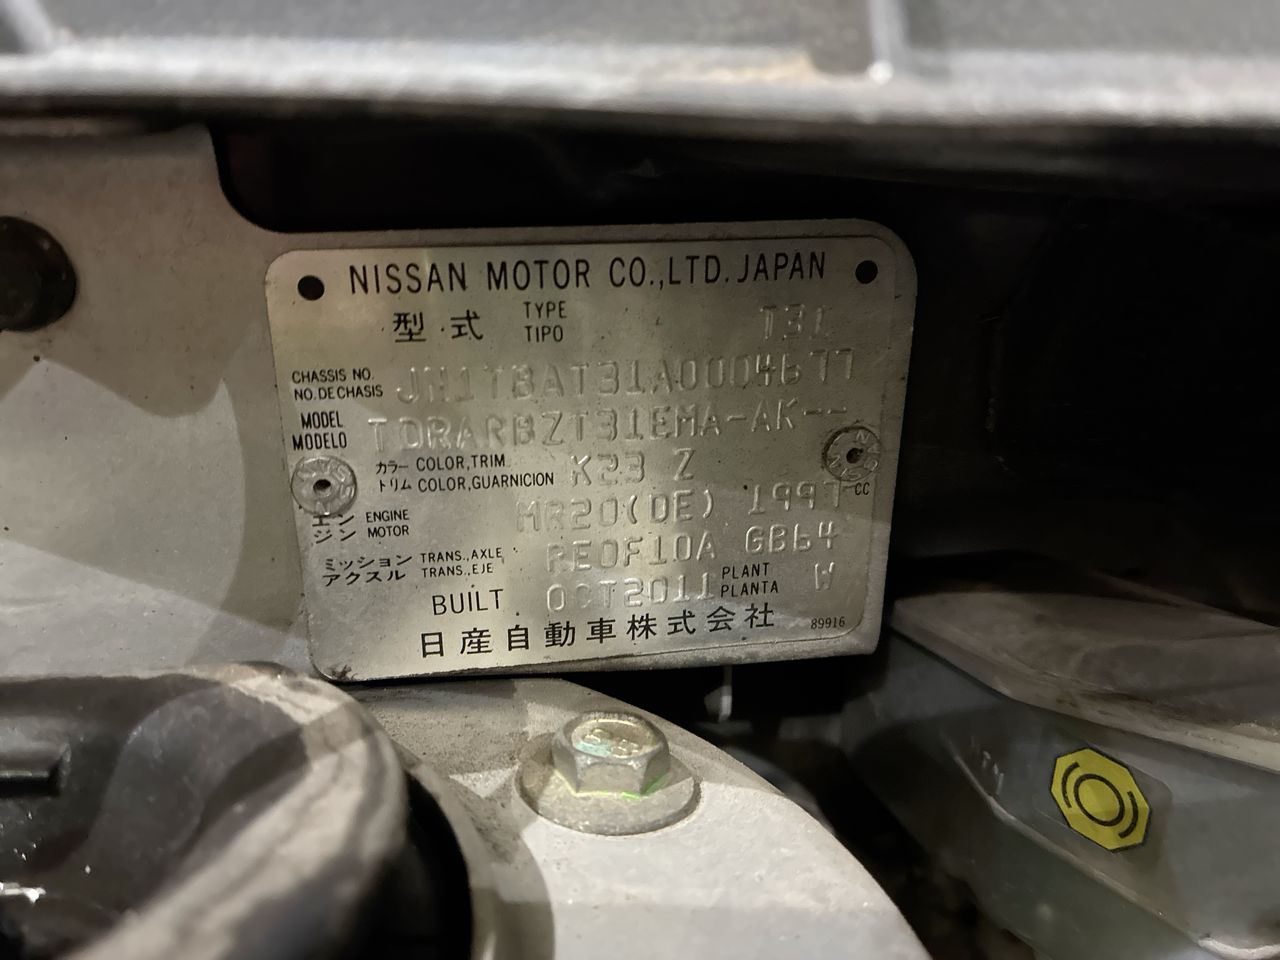 NISSAN MOTOR CO.,LTD. JAPAN
型式 TYPE TIPO T31
CHASSIS NO. NO. DE CHASIS JN1TBAT31A0004677
MODEL MODELO TDRARBZT31EMA-AK--
カラー トリム COLOR,TRIM COLOR,GUARNICION K23 Z
エンジン ENGINE MOTOR MR20(DE) 1997 CC
ミッション アクスル TRANS.,AXLE TRANS.,EJE RE0F10A GB64
BUILT OCT2011 PLANT PLANTA W
日産自動車株式会社 89916